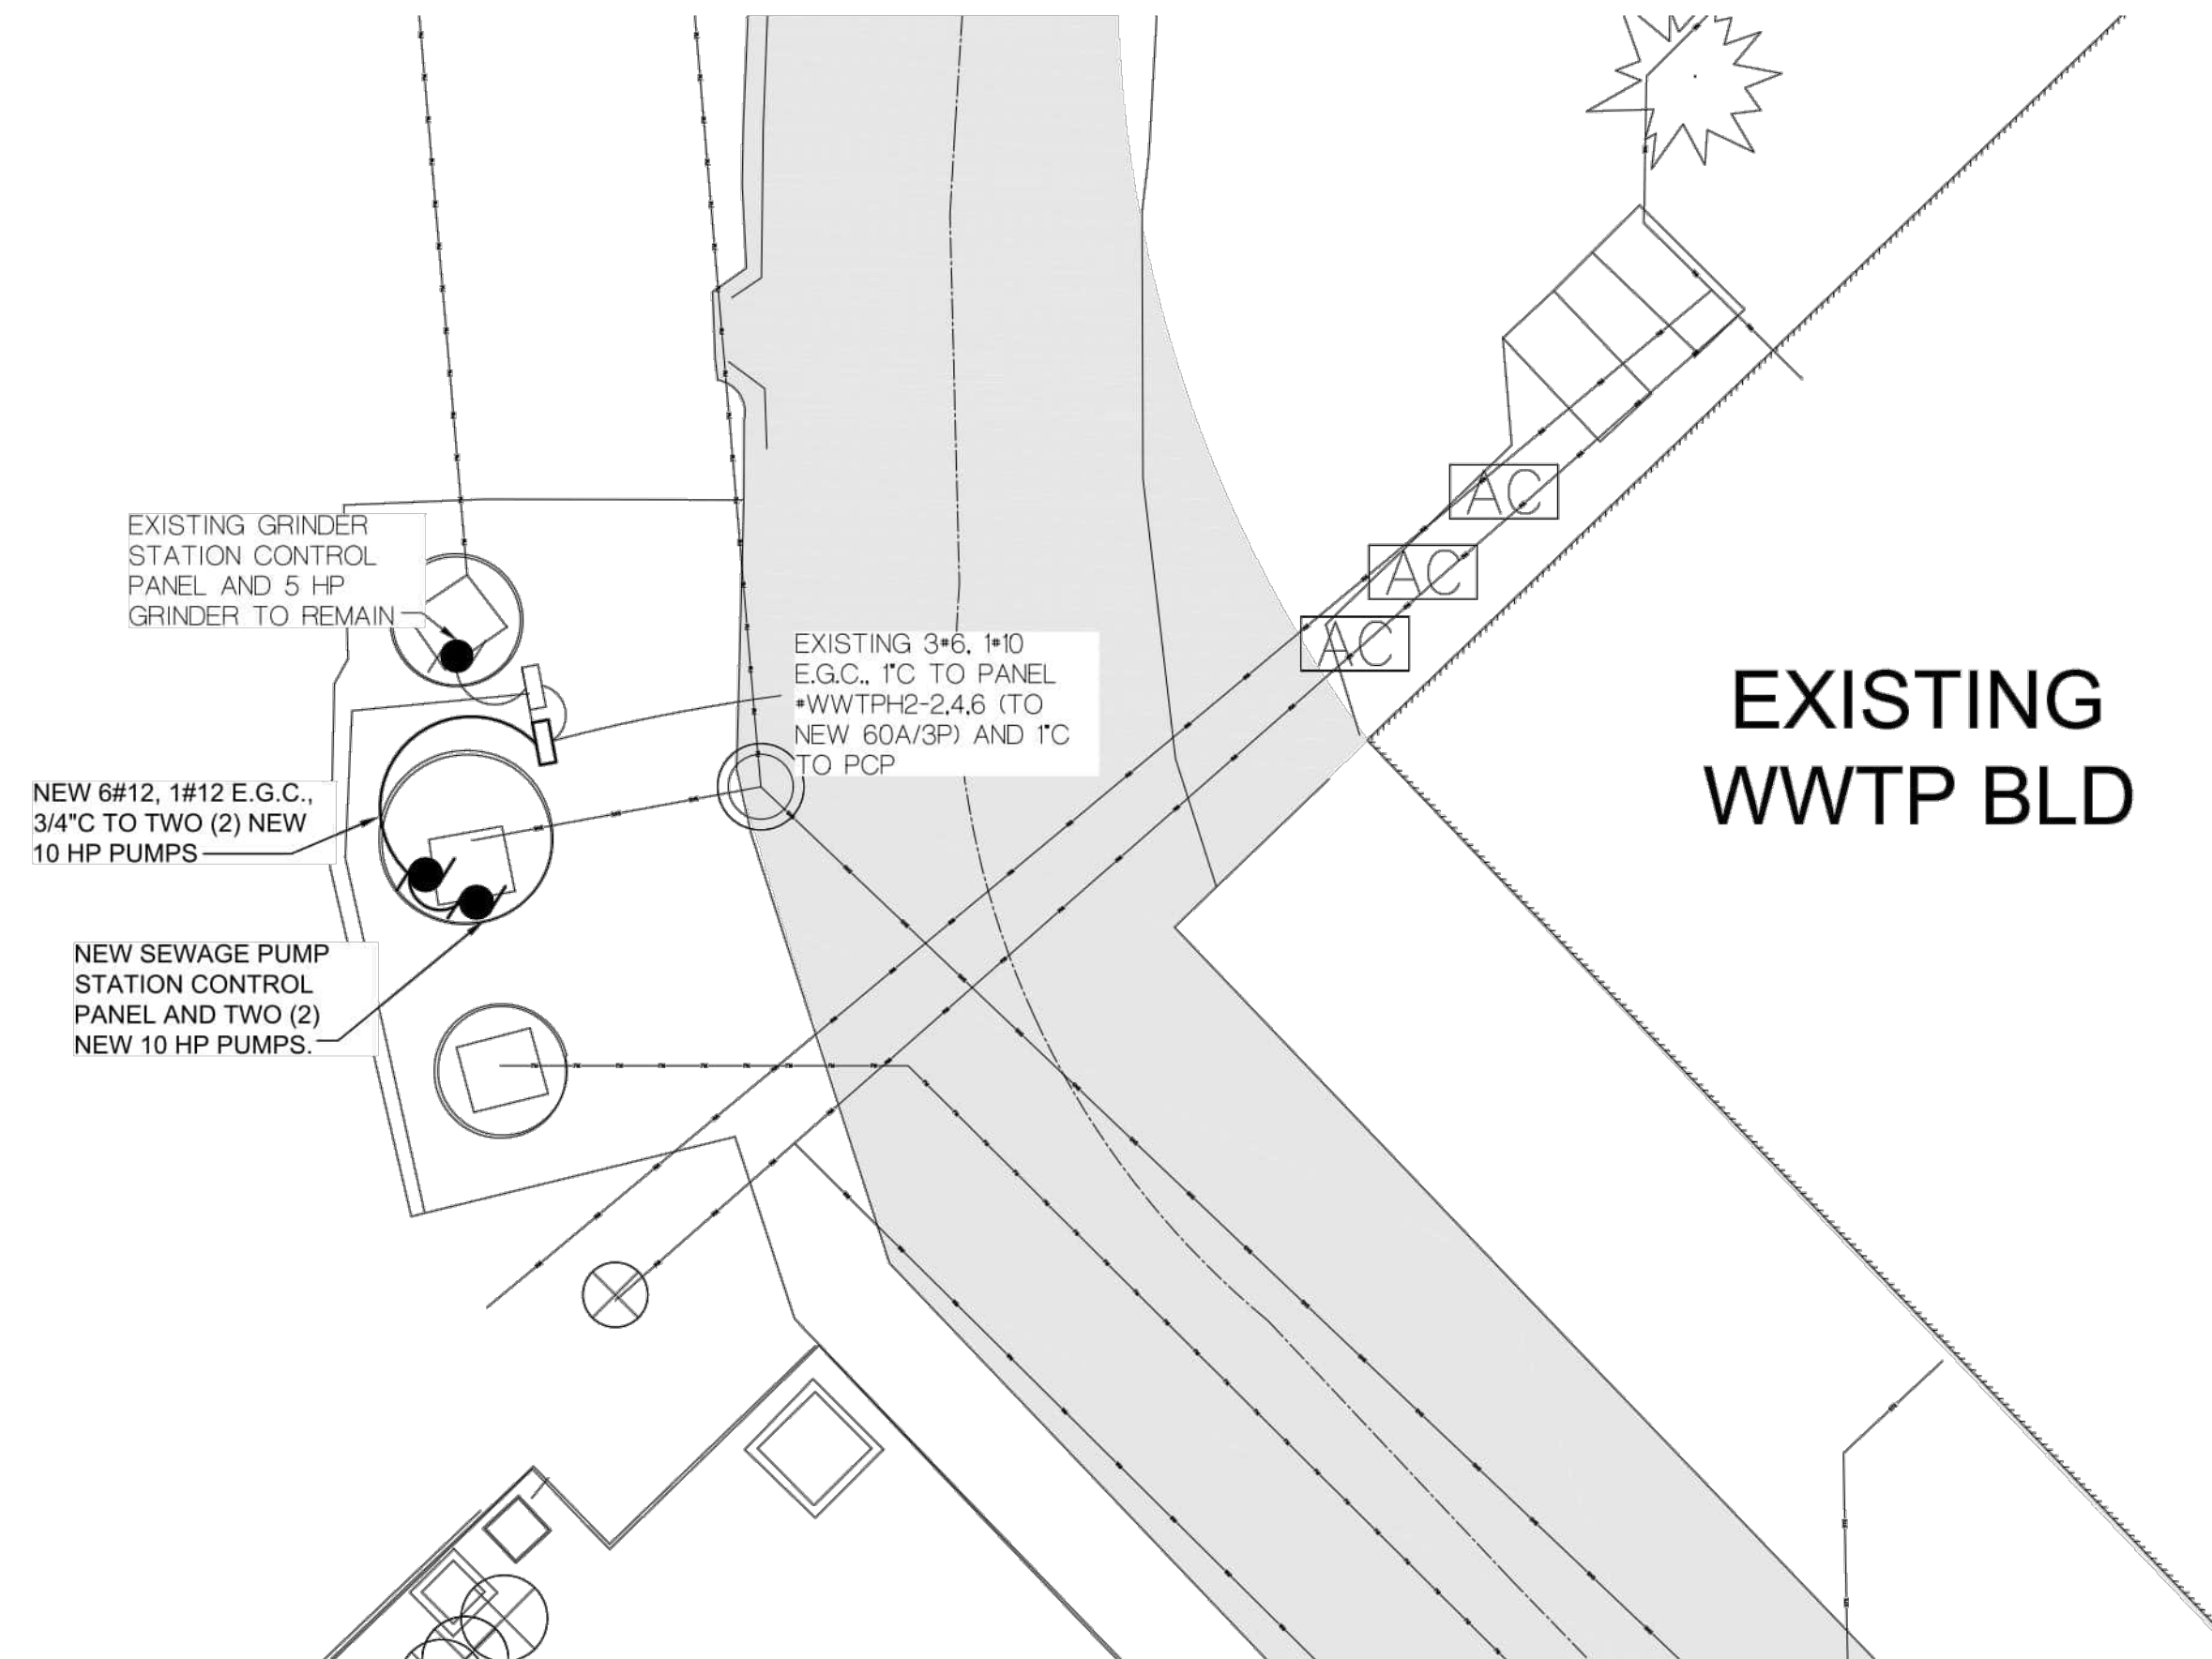 EXISTING GRINDER
STATION CONTROL
PANEL AND 5 HP
GRINDER TO REMAIN
EXISTING 3#6, 1#10
E.G.C., 1"C TO PANEL
#WWTPH2-2,4,6 (TO
NEW 60A/3P) AND 1"C
TO PCP
NEW 6#12, 1#12 E.G.C.,
3/4"C TO TWO (2) NEW
10 HP PUMPS
NEW SEWAGE PUMP
STATION CONTROL
PANEL AND TWO (2)
NEW 10 HP PUMPS.
AC
AC
AC
EXISTING
WWTP BLD